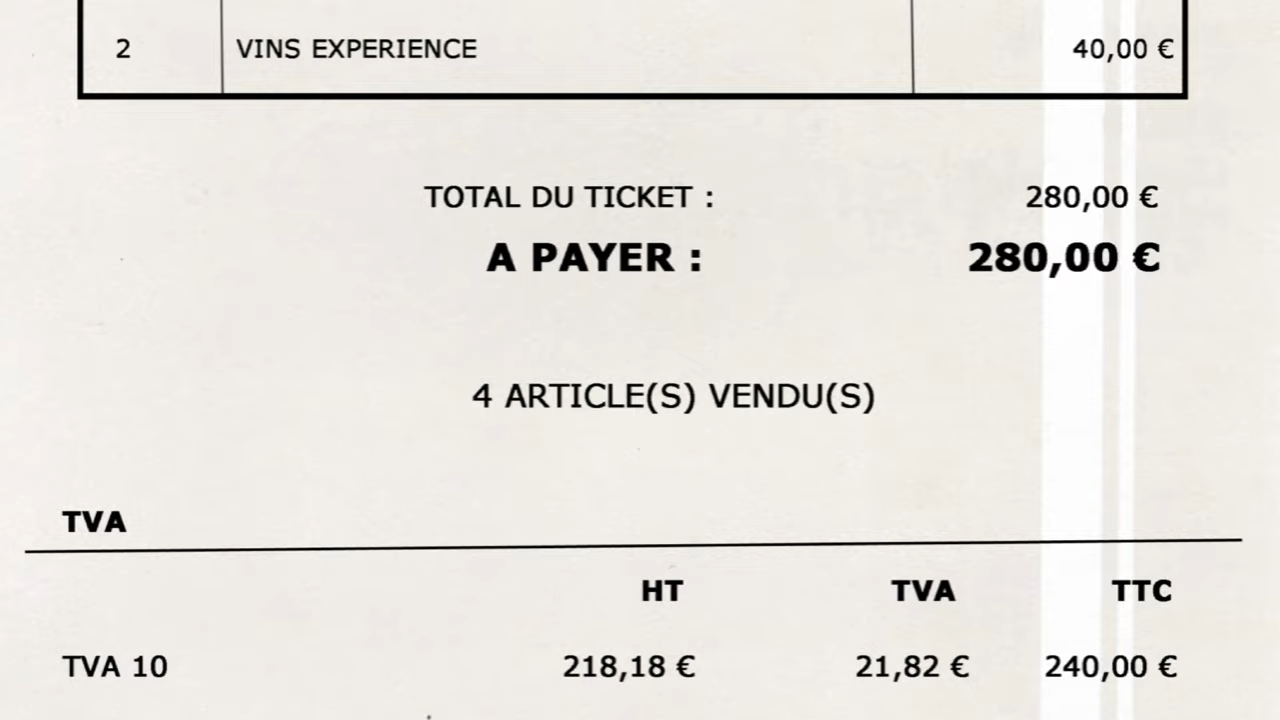 2 VINS EXPERIENCE 40,00 €
TOTAL DU TICKET : 280,00 €
A PAYER : 280,00 €
4 ARTICLE(S) VENDU(S)
TVA
HT TVA TTC
TVA 10 218,18 € 21,82 € 240,00 €